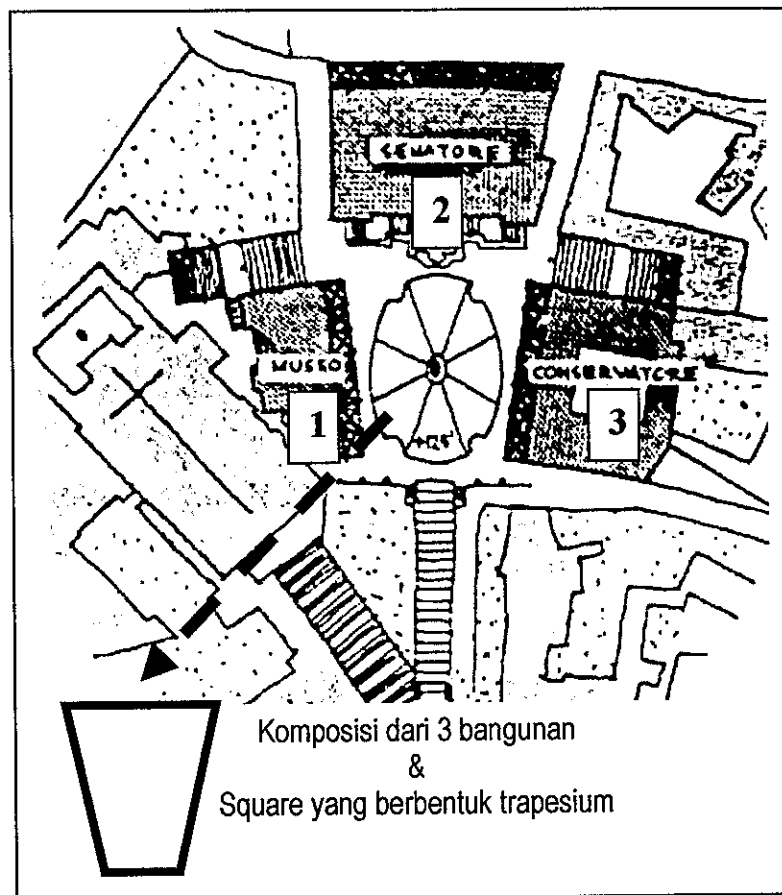 SENATORE
2
MUSEO
1
CONSERVATORE
3
Komposisi dari 3 bangunan
&
Square yang berbentuk trapesium